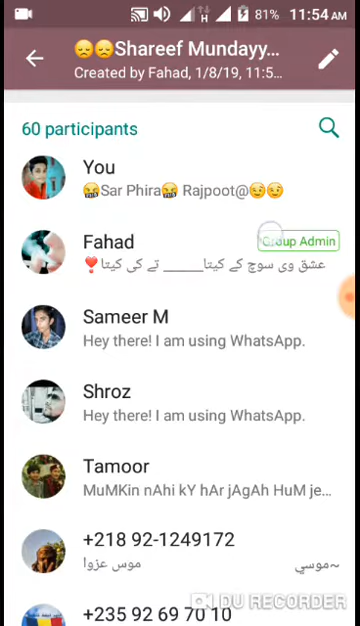 H 81% 11:54 AM
😞😞Shareef Mundayy...
Created by Fahad, 1/8/19, 11:5...
60 participants
You
🤬Sar Phira🤬 Rajpoot@😏😏
Fahad
Group Admin
عشق وی سوچ کے کیتا______ تے کی کیتا❣
Sameer M
Hey there! I am using WhatsApp.
Shroz
Hey there! I am using WhatsApp.
Tamoor
MuMKin nAhi kY hAr jAgAh HuM je...
+218 92-1249172
موس عزوا
~موسي
+235 92 69 70 10
DU RECORDER